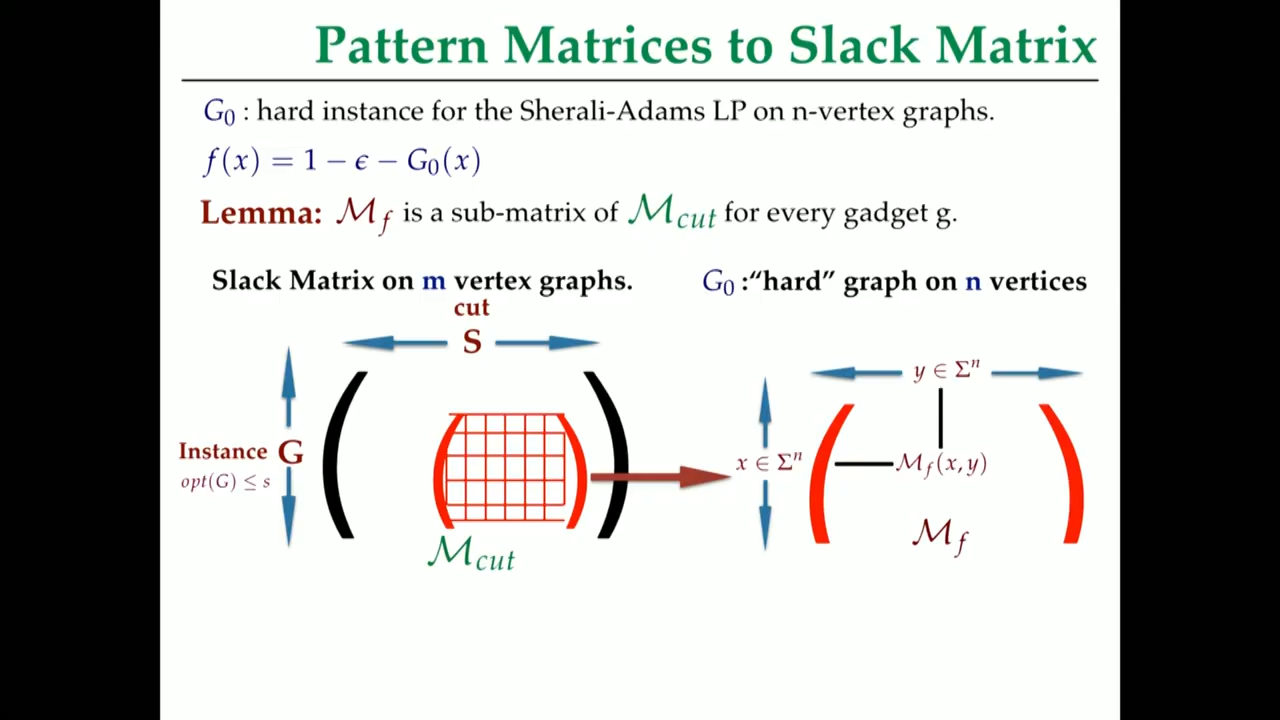 Pattern Matrices to Slack Matrix
G₀ : hard instance for the Sherali-Adams LP on n-vertex graphs.
f(x) = 1 − ϵ − G₀(x)
Lemma: ℳ_f is a sub-matrix of ℳ_cut for every gadget g.
Slack Matrix on m vertex graphs.
cut
S
Instance G
opt(G) ≤ s
ℳ_cut
G₀ :“hard” graph on n vertices
y ∈ Σⁿ
x ∈ Σⁿ
ℳ_f(x, y)
ℳ_f